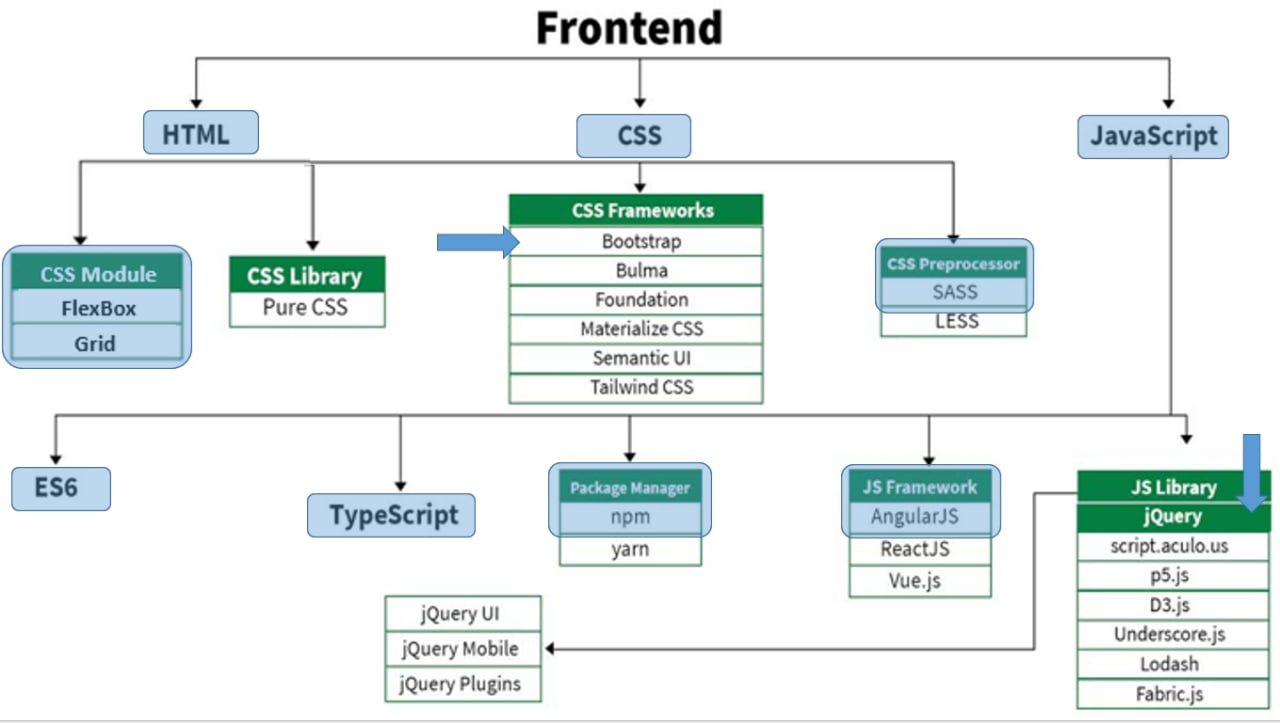 Frontend
HTML
CSS
JavaScript
CSS Module
FlexBox
Grid
CSS Library
Pure CSS
CSS Frameworks
Bootstrap
Bulma
Foundation
Materialize CSS
Semantic UI
Tailwind CSS
CSS Preprocessor
SASS
LESS
ES6
TypeScript
Package Manager
npm
yarn
JS Framework
AngularJS
ReactJS
Vue.js
JS Library
jQuery
script.aculo.us
p5.js
D3.js
Underscore.js
Lodash
Fabric.js
jQuery UI
jQuery Mobile
jQuery Plugins